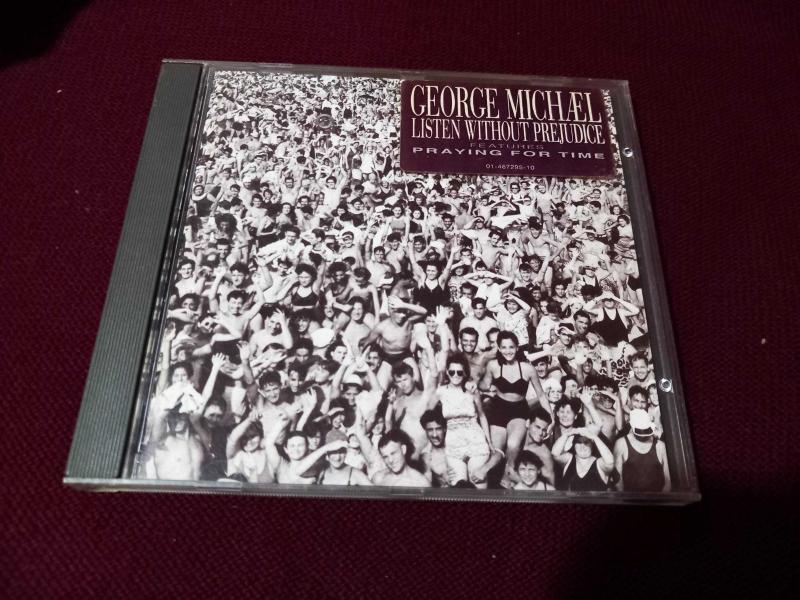 GEORGE MICHÆL
LISTEN WITHOUT PREJUDICE
FEATURES
PRAYING FOR TIME
01-467295-10